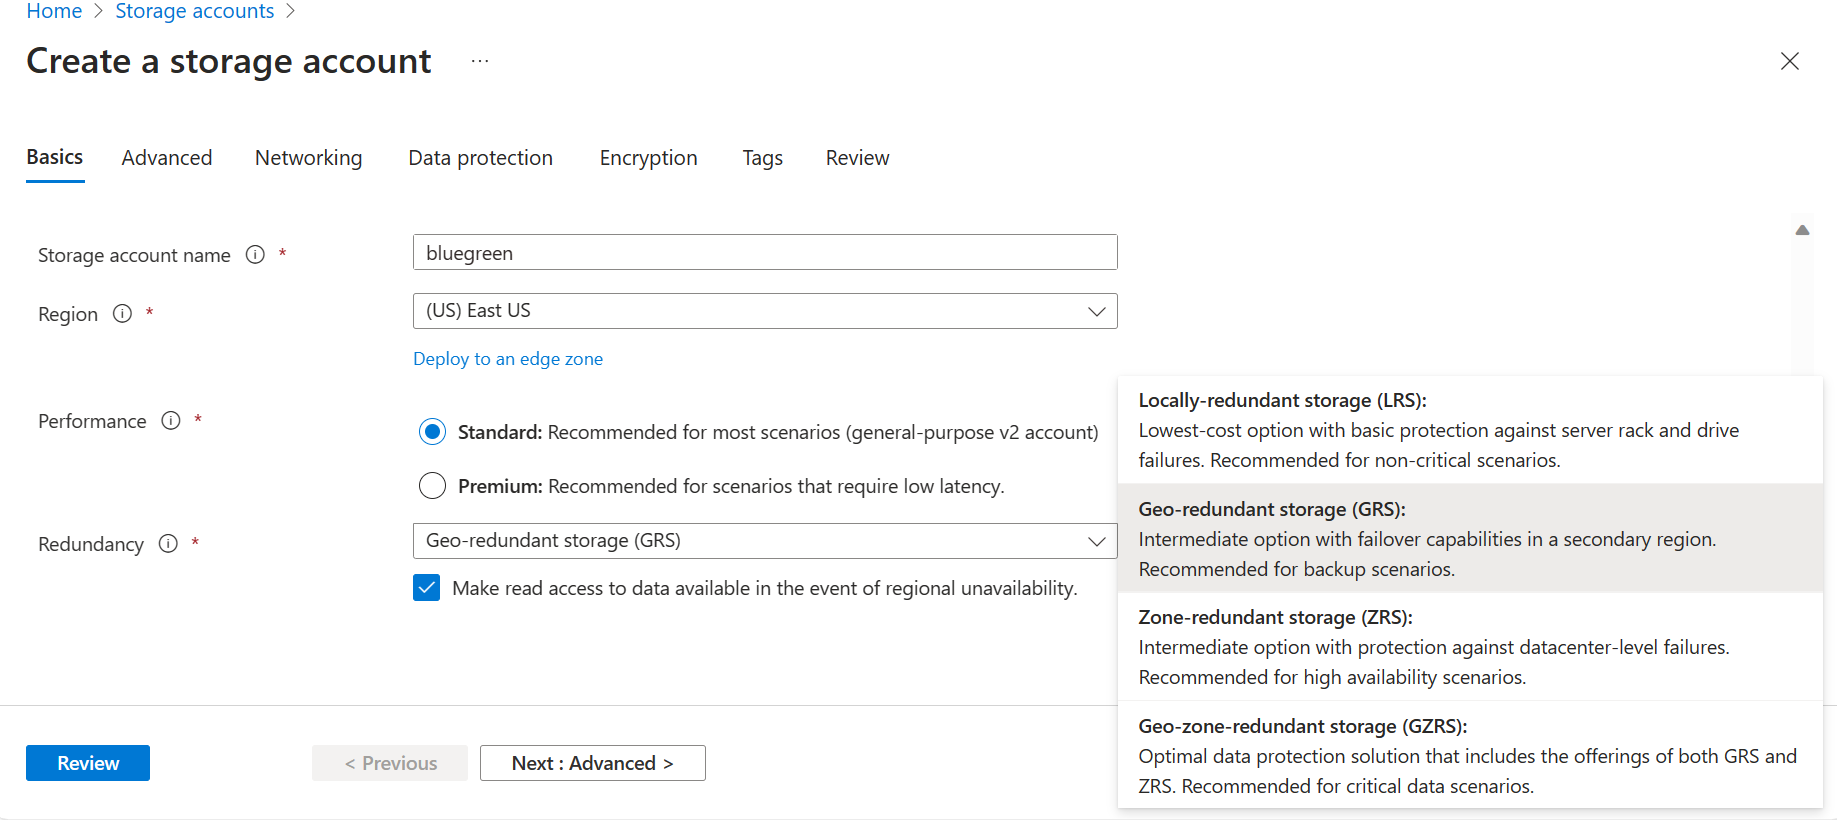 Home > Storage accounts >
Create a storage account ...
Basics Advanced Networking Data protection Encryption Tags Review
Storage account name * bluegreen
Region * (US) East US
Deploy to an edge zone
Performance *
Standard: Recommended for most scenarios (general-purpose v2 account)
Premium: Recommended for scenarios that require low latency.
Redundancy * Geo-redundant storage (GRS)
Make read access to data available in the event of regional unavailability.
Locally-redundant storage (LRS):
Lowest-cost option with basic protection against server rack and drive
failures. Recommended for non-critical scenarios.
Geo-redundant storage (GRS):
Intermediate option with failover capabilities in a secondary region.
Recommended for backup scenarios.
Zone-redundant storage (ZRS):
Intermediate option with protection against datacenter-level failures.
Recommended for high availability scenarios.
Geo-zone-redundant storage (GZRS):
Optimal data protection solution that includes the offerings of both GRS and
ZRS. Recommended for critical data scenarios.
Review < Previous Next : Advanced >